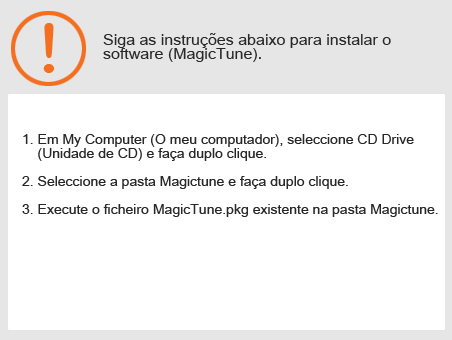 Siga as instruções abaixo para instalar o
software (MagicTune).
1. Em My Computer (O meu computador), seleccione CD Drive
(Unidade de CD) e faça duplo clique.
2. Seleccione a pasta Magictune e faça duplo clique.
3. Execute o ficheiro MagicTune.pkg existente na pasta Magictune.